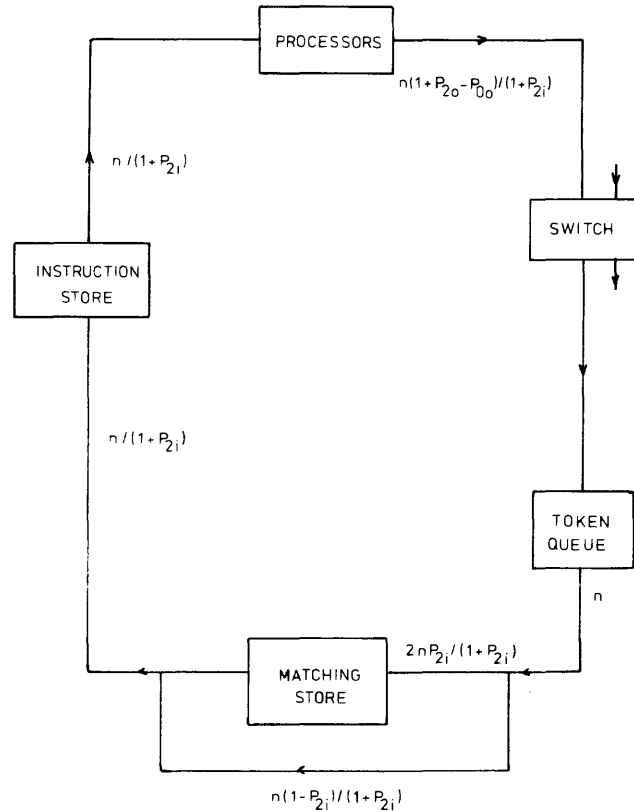 PROCESSORS
n(1+P₂ₒ-P₀ₒ)/(1+P₂ᵢ)
n/(1+P₂ᵢ)
SWITCH
INSTRUCTION
STORE
n/(1+P₂ᵢ)
TOKEN
QUEUE
n
2nP₂ᵢ/(1+P₂ᵢ)
MATCHING
STORE
n(1-P₂ᵢ)/(1+P₂ᵢ)